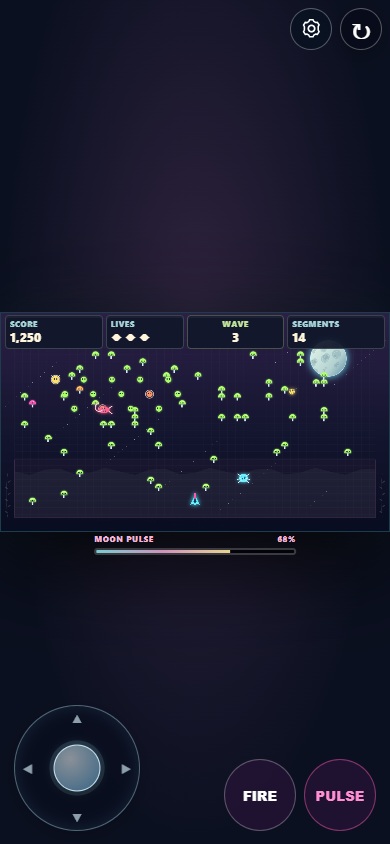 SCORE
1,250
LIVES
WAVE
3
SEGMENTS
14
MOON PULSE
68%
FIRE
PULSE